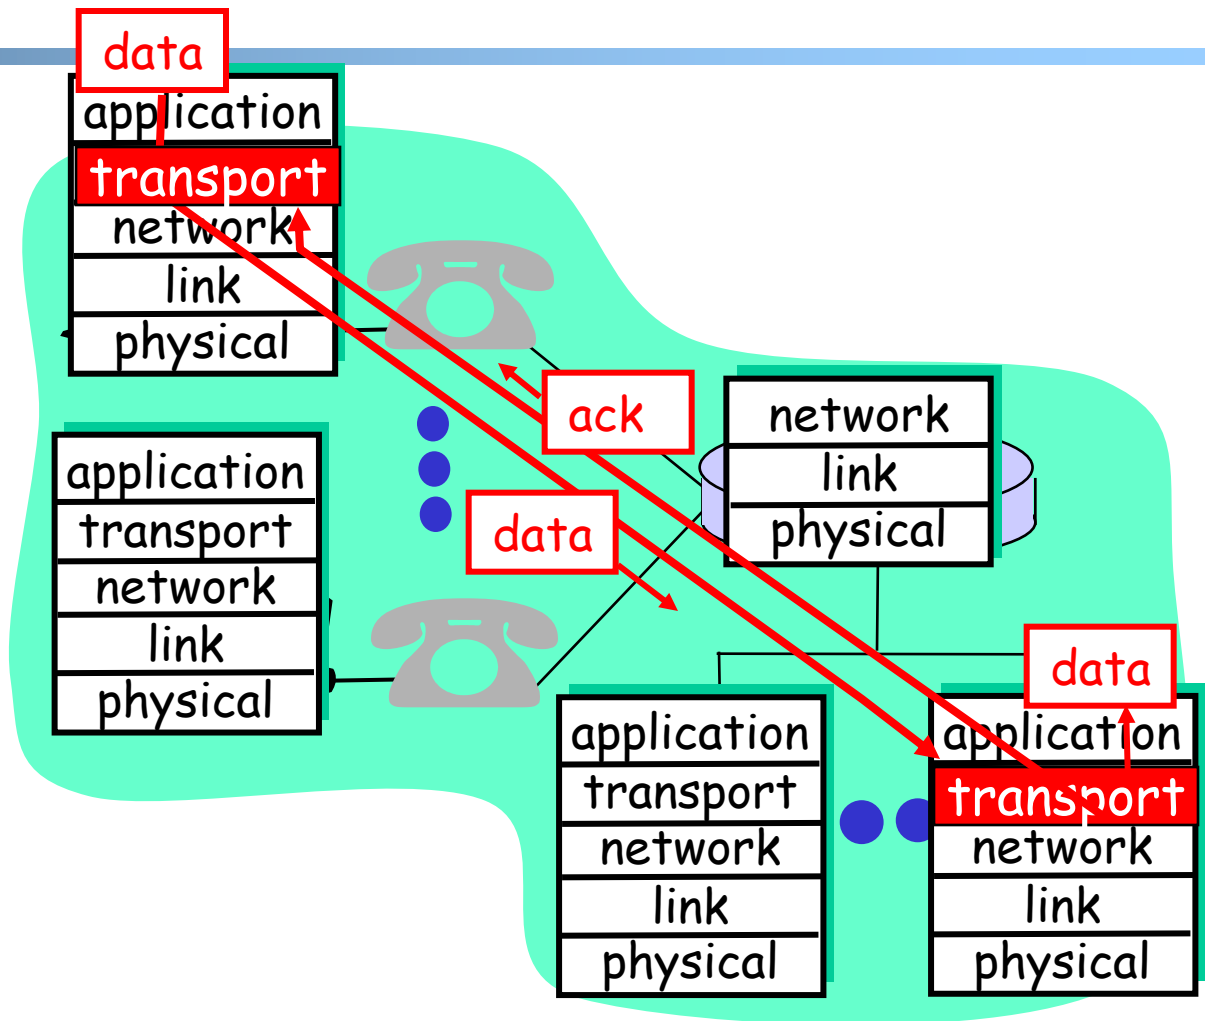 data
application
transport
network
link
physical
ack
data
application
transport
network
link
physical
network
link
physical
application
transport
network
link
physical
data
application
transport
network
link
physical